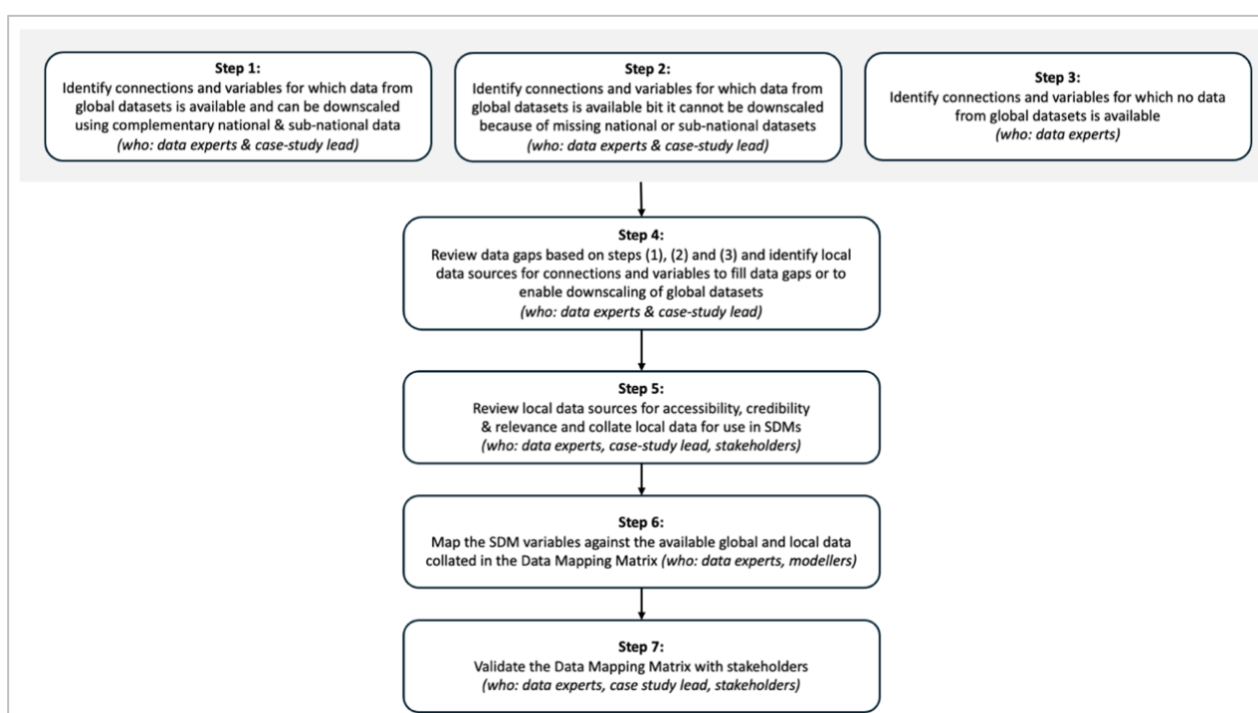 Step 1:
Identify connections and variables for which data from
global datasets is available and can be downscaled
using complementary national & sub-national data
(who: data experts & case-study lead)
Step 2:
Identify connections and variables for which data from
global datasets is available bit it cannot be downscaled
because of missing national or sub-national datasets
(who: data experts & case-study lead)
Step 3:
Identify connections and variables for which no data
from global datasets is available
(who: data experts)
Step 4:
Review data gaps based on steps (1), (2) and (3) and identify local
data sources for connections and variables to fill data gaps or to
enable downscaling of global datasets
(who: data experts & case-study lead)
Step 5:
Review local data sources for accessibility, credibility
& relevance and collate local data for use in SDMs
(who: data experts, case-study lead, stakeholders)
Step 6:
Map the SDM variables against the available global and local data
collated in the Data Mapping Matrix (who: data experts, modellers)
Step 7:
Validate the Data Mapping Matrix with stakeholders
(who: data experts, case study lead, stakeholders)